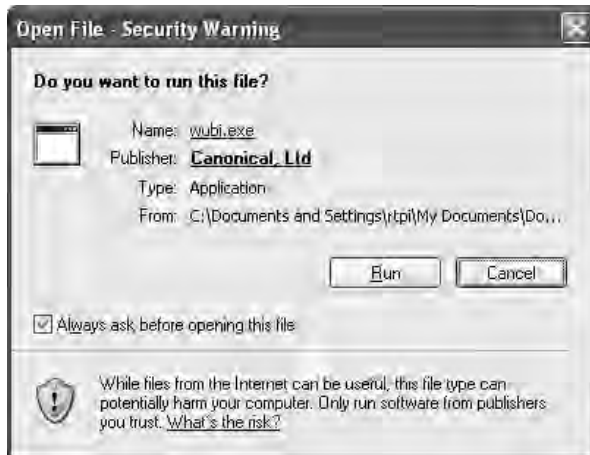 Open File - Security Warning
Do you want to run this file?
Name: wubi.exe
Publisher: Canonical, Ltd
Type: Application
From: C:\Documents and Settings\rtpi\My Documents\Do...
Run Cancel
Always ask before opening this file
While files from the Internet can be useful, this file type can
potentially harm your computer. Only run software from publishers
you trust. What's the risk?